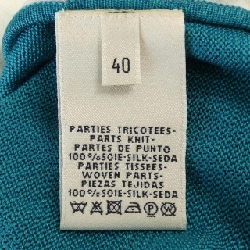 40
PARTIES TRICOTEES-
PARTS KNIT-
PARTES DE PUNTO
100%SOIE-SILK-SEDA
PARTIES TISSEES-
WOVEN PARTS-
PIEZAS TEJIDAS
100%SOIE-SILK-SEDA